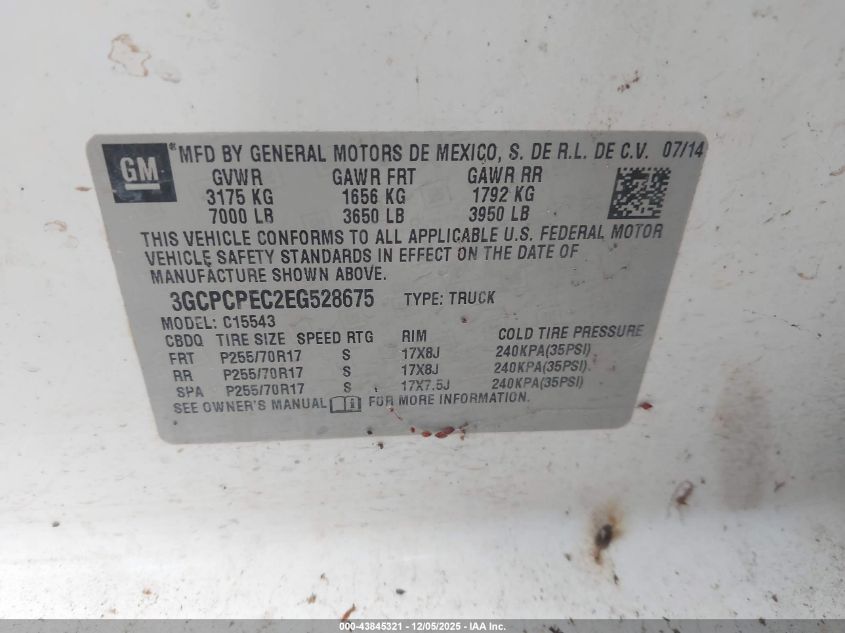 GM ® MFD BY GENERAL MOTORS DE MEXICO, S. DE R.L. DE C.V. 07/14
GVWR GAWR FRT GAWR RR
3175 KG 1656 KG 1792 KG
7000 LB 3650 LB 3950 LB
THIS VEHICLE CONFORMS TO ALL APPLICABLE U.S. FEDERAL MOTOR
VEHICLE SAFETY STANDARDS IN EFFECT ON THE DATE OF
MANUFACTURE SHOWN ABOVE.
3GCPCPEC2EG528675 TYPE: TRUCK
MODEL: C15543
CBDQ TIRE SIZE SPEED RTG RIM COLD TIRE PRESSURE
FRT P255/70R17 S 17X8J 240KPA(35PSI)
RR P255/70R17 S 17X8J 240KPA(35PSI)
SPA P255/70R17 S 17X7.5J 240KPA(35PSI)
SEE OWNER'S MANUAL FOR MORE INFORMATION.
000-43845321 - 12/05/2025 - IAA Inc.